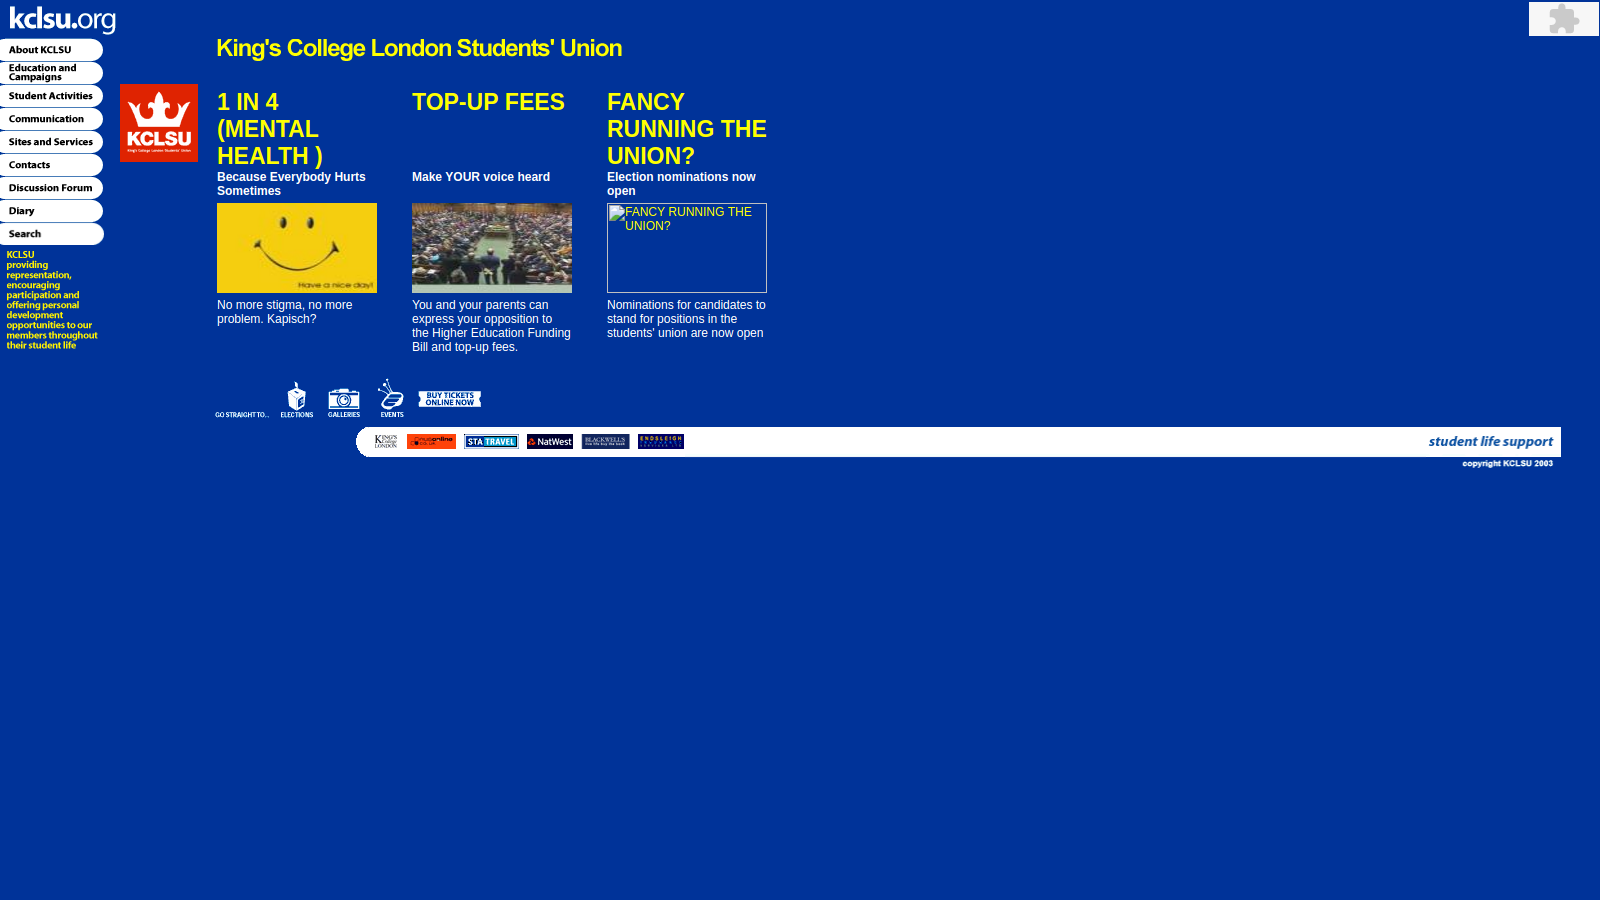 kclsu.org
About KCLSU
Education and
Campaigns
Student Activities
Communication
Sites and Services
Contacts
Discussion Forum
Diary
Search
KCLSU
providing
representation,
encouraging
participation and
offering personal
development
opportunities to our
members throughout
their student life
KCLSU
King's College London Students' Union
King's College London Students' Union
1 IN 4
(MENTAL
HEALTH )
Because Everybody Hurts
Sometimes
Have a nice day!
No more stigma, no more
problem. Kapisch?
TOP-UP FEES
Make YOUR voice heard
You and your parents can
express your opposition to
the Higher Education Funding
Bill and top-up fees.
FANCY
RUNNING THE
UNION?
Election nominations now
open
FANCY RUNNING THE
UNION?
Nominations for candidates to
stand for positions in the
students' union are now open
GO STRAIGHT TO...
ELECTIONS
GALLERIES
EVENTS
BUY TICKETS
ONLINE NOW
KING'S
College
LONDON
nusonline
STA TRAVEL
NatWest
BLACKWELL'S
ENDSLEIGH
student life support
copyright KCLSU 2003